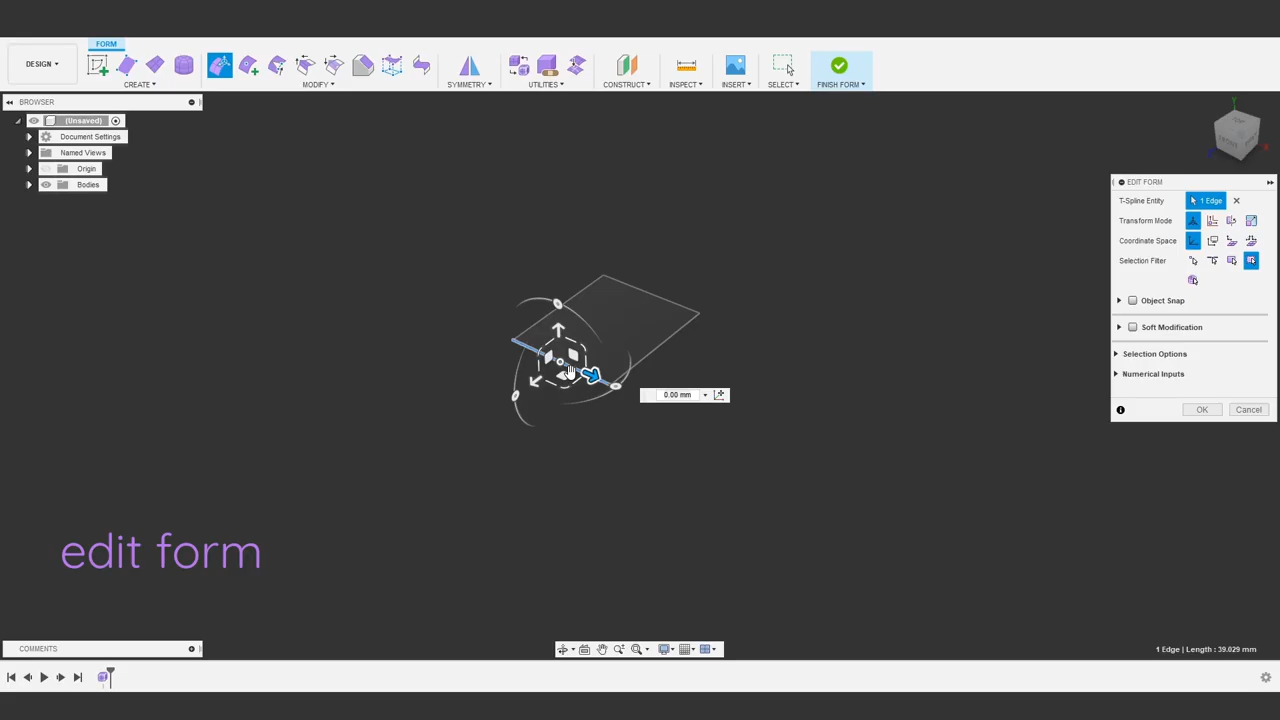 FORM
DESIGN
CREATE
MODIFY
SYMMETRY
UTILITIES
CONSTRUCT
INSPECT
INSERT
SELECT
FINISH FORM
BROWSER
(Unsaved)
Document Settings
Named Views
Origin
Bodies
EDIT FORM
T-Spline Entity
1 Edge
Transform Mode
Coordinate Space
Selection Filter
Object Snap
Soft Modification
Selection Options
Numerical Inputs
OK
Cancel
0.00 mm
edit form
COMMENTS
1 Edge | Length : 39.029 mm